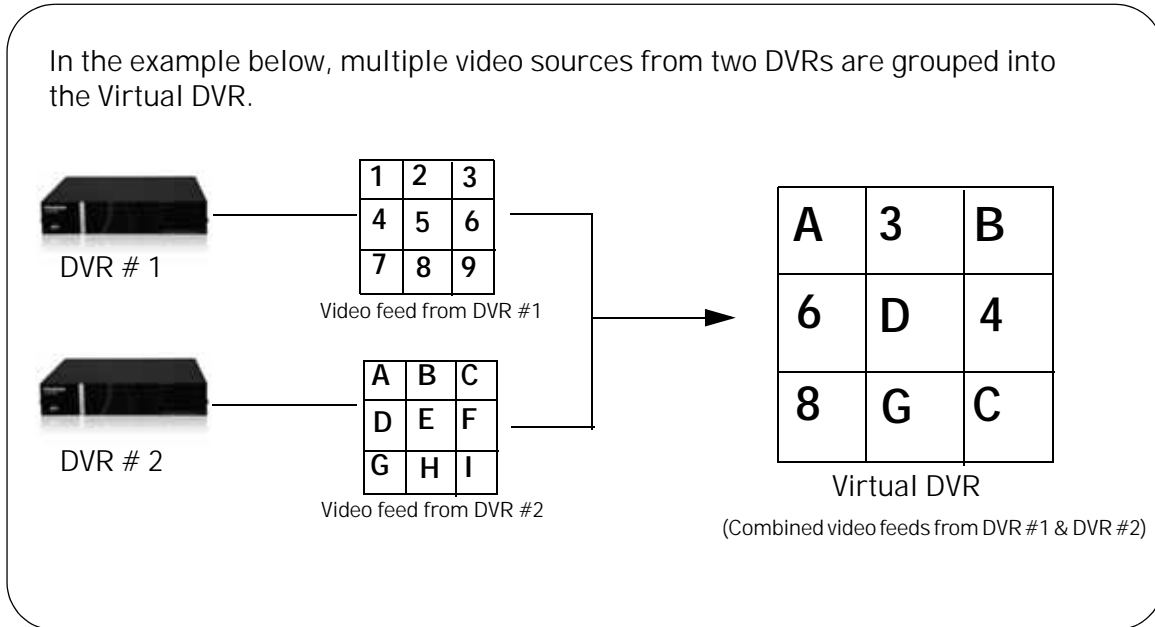 In the example below, multiple video sources from two DVRs are grouped into
the Virtual DVR.
1 2 3
4 5 6
7 8 9
DVR # 1
Video feed from DVR #1
A B C
D E F
G H I
DVR # 2
Video feed from DVR #2
A 3 B
6 D 4
8 G C
Virtual DVR
(Combined video feeds from DVR #1 & DVR #2)